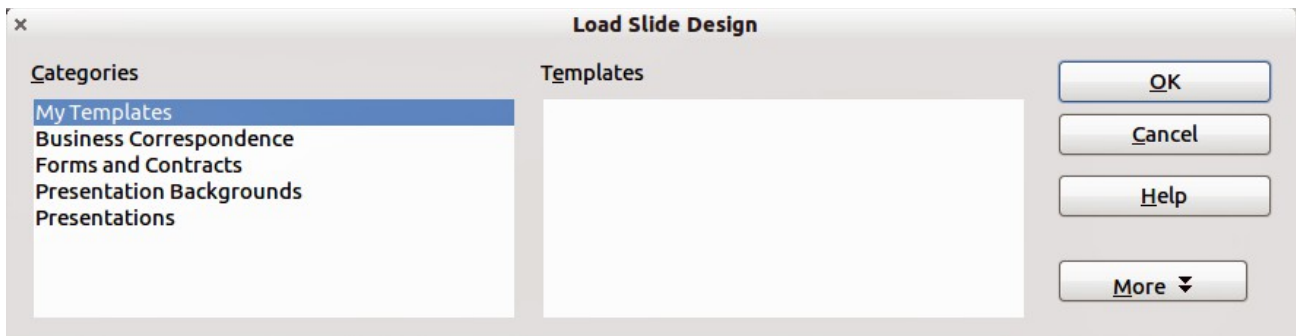 Load Slide Design
Categories
My Templates
Business Correspondence
Forms and Contracts
Presentation Backgrounds
Presentations
Templates
OK
Cancel
Help
More